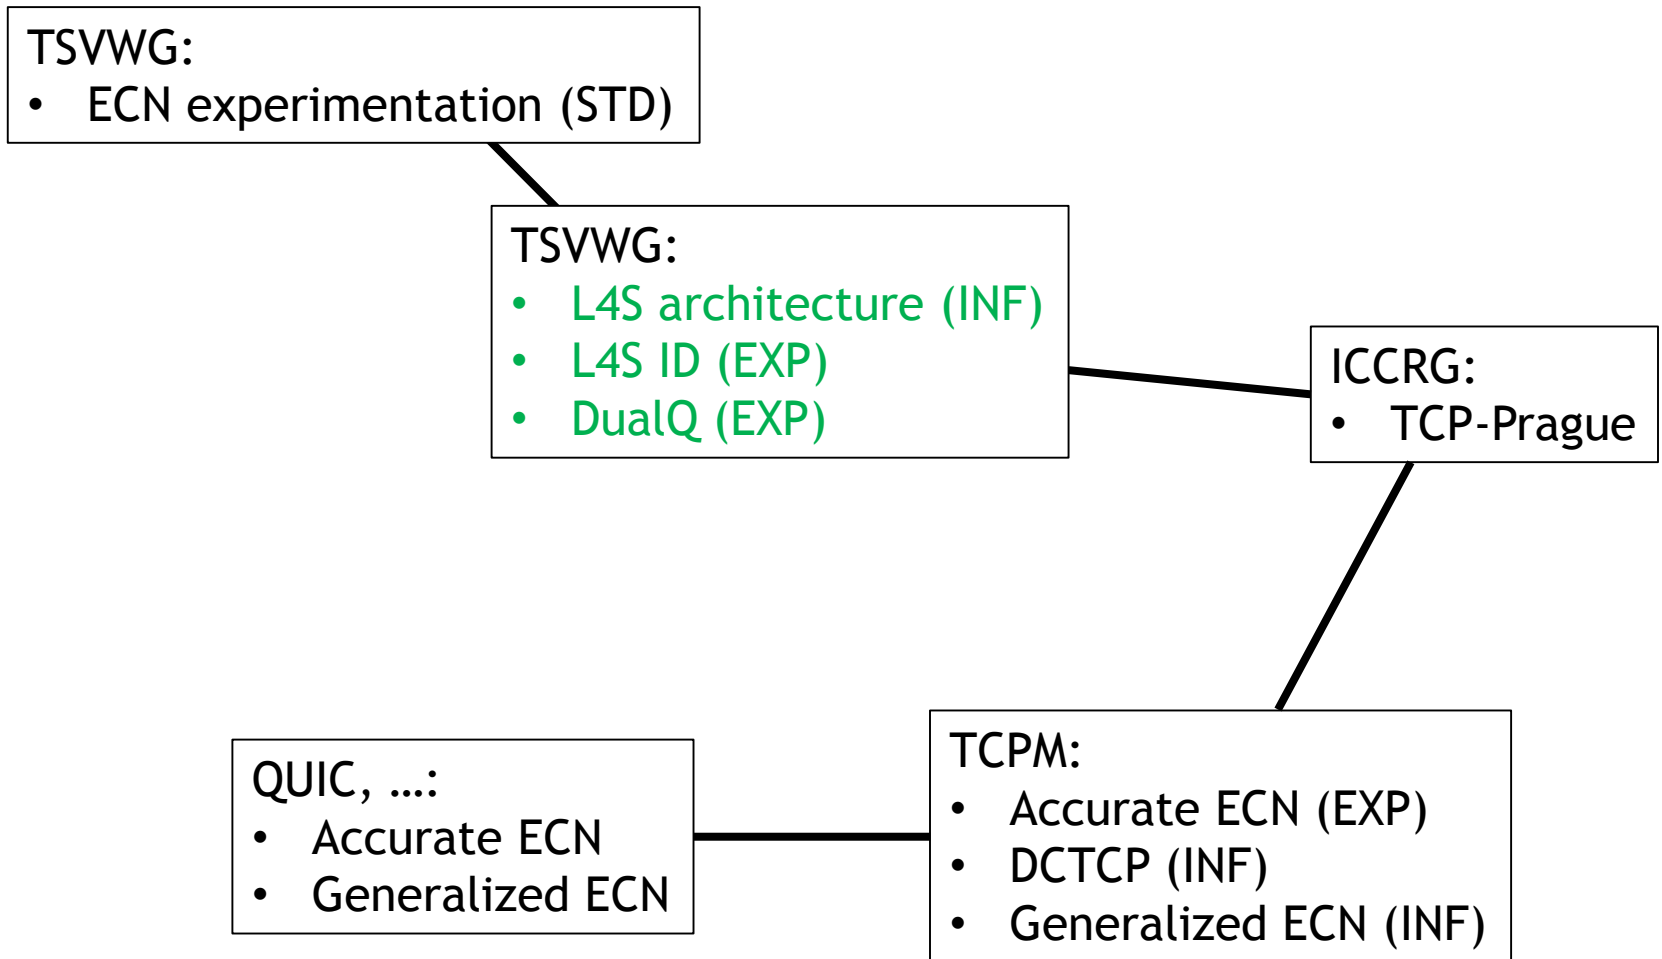 TSVWG:
• ECN experimentation (STD)
TSVWG:
• L4S architecture (INF)
• L4S ID (EXP)
• DualQ (EXP)
ICCRG:
• TCP-Prague
QUIC, …:
• Accurate ECN
• Generalized ECN
TCPM:
• Accurate ECN (EXP)
• DCTCP (INF)
• Generalized ECN (INF)